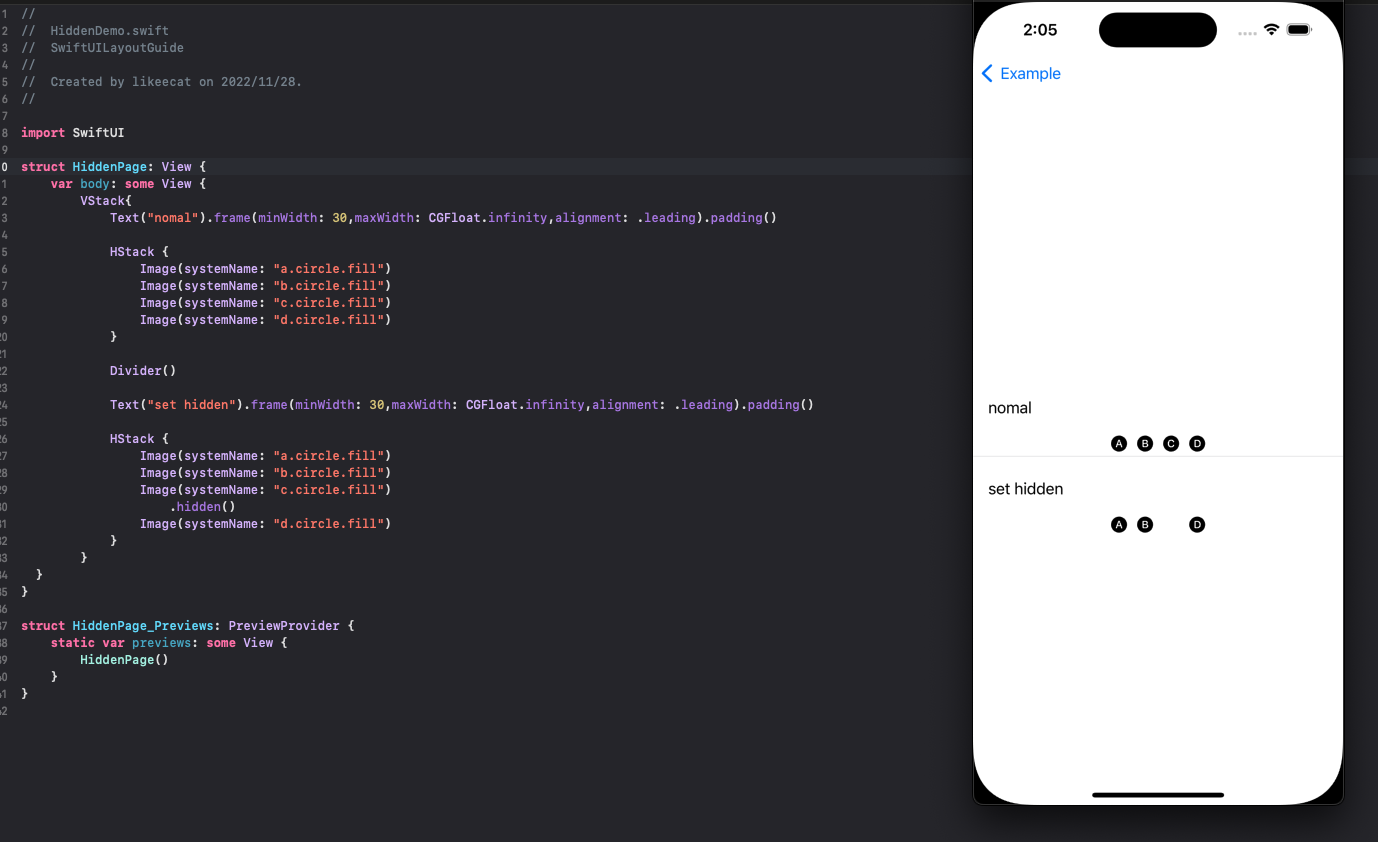 1 //
2 //  HiddenDemo.swift
3 //  SwiftUILayoutGuide
4 //
5 //  Created by likeecat on 2022/11/28.
6 //
7
8 import SwiftUI
9
0 struct HiddenPage: View {
1     var body: some View {
2         VStack{
3             Text("nomal").frame(minWidth: 30,maxWidth: CGFloat.infinity,alignment: .leading).padding()
4
5             HStack {
6                 Image(systemName: "a.circle.fill")
7                 Image(systemName: "b.circle.fill")
8                 Image(systemName: "c.circle.fill")
9                 Image(systemName: "d.circle.fill")
20             }
21
22             Divider()
23
24             Text("set hidden").frame(minWidth: 30,maxWidth: CGFloat.infinity,alignment: .leading).padding()
25
26             HStack {
27                 Image(systemName: "a.circle.fill")
28                 Image(systemName: "b.circle.fill")
29                 Image(systemName: "c.circle.fill")
30                     .hidden()
31                 Image(systemName: "d.circle.fill")
32             }
33         }
34   }
35 }
36
37 struct HiddenPage_Previews: PreviewProvider {
38     static var previews: some View {
39         HiddenPage()
40     }
41 }
42
2:05
Example
nomal
A B C D
set hidden
A B D